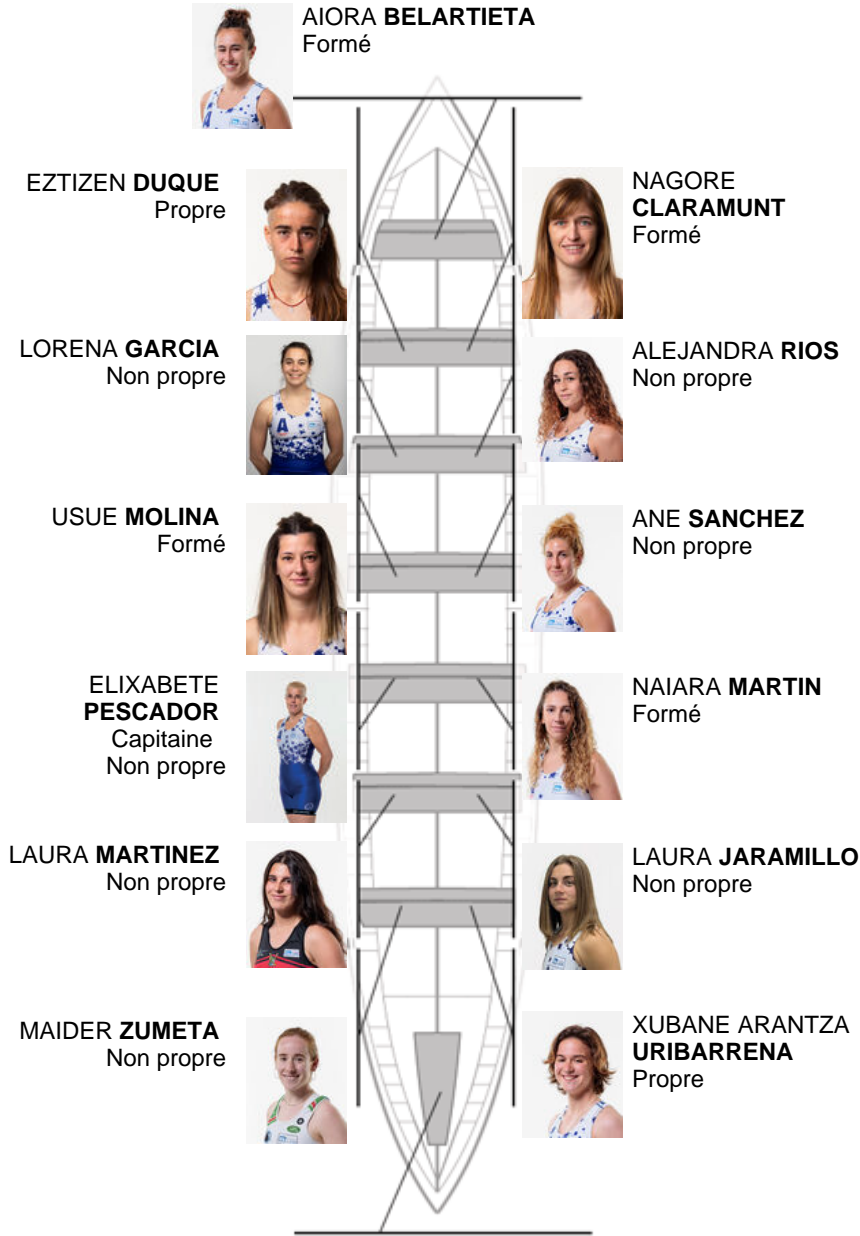 AIORA BELARTIETA
Formé
EZTIZEN DUQUE
Propre
NAGORE
CLARAMUNT
Formé
LORENA GARCIA
Non propre
ALEJANDRA RIOS
Non propre
USUE MOLINA
Formé
ANE SANCHEZ
Non propre
ELIXABETE
PESCADOR
Capitaine
Non propre
NAIARA MARTIN
Formé
LAURA MARTINEZ
Non propre
LAURA JARAMILLO
Non propre
MAIDER ZUMETA
Non propre
XUBANE ARANTZA
URIBARRENA
Propre